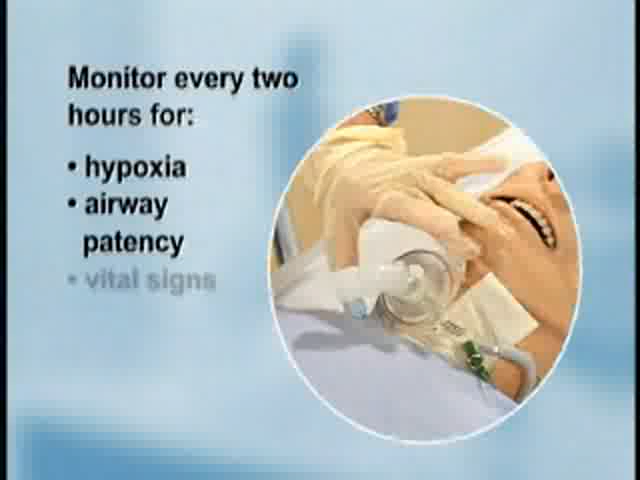 Monitor every two
hours for:
• hypoxia
• airway
patency
• vital signs